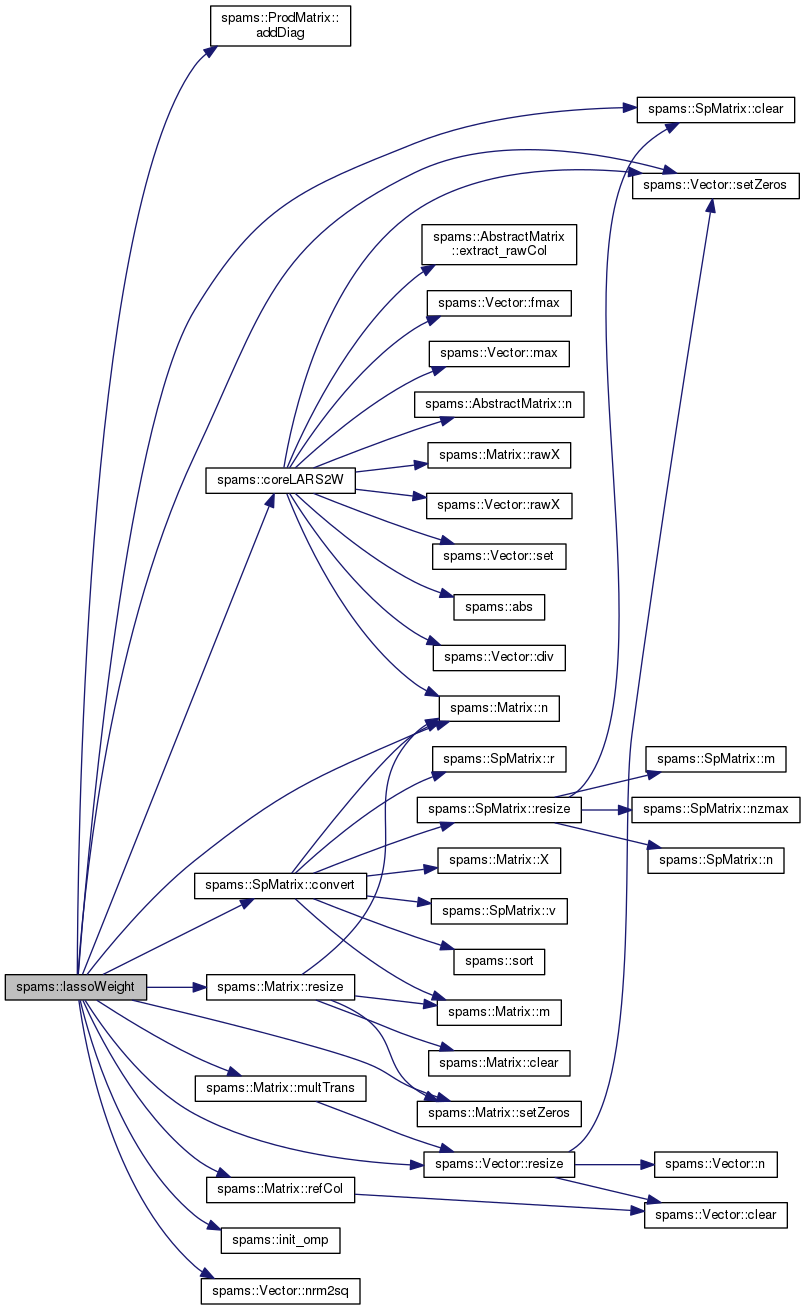 spams::ProdMatrix::
addDiag
spams::SpMatrix::clear
spams::Vector::setZeros
spams::AbstractMatrix
::extract_rawCol
spams::Vector::fmax
spams::Vector::max
spams::AbstractMatrix::n
spams::Matrix::rawX
spams::coreLARS2W
spams::Vector::rawX
spams::Vector::set
spams::abs
spams::Vector::div
spams::Matrix::n
spams::SpMatrix::r
spams::SpMatrix::m
spams::SpMatrix::resize
spams::SpMatrix::nzmax
spams::Matrix::X
spams::SpMatrix::n
spams::SpMatrix::convert
spams::SpMatrix::v
spams::sort
spams::lassoWeight
spams::Matrix::resize
spams::Matrix::m
spams::Matrix::clear
spams::Matrix::multTrans
spams::Matrix::setZeros
spams::Vector::resize
spams::Vector::n
spams::Matrix::refCol
spams::Vector::clear
spams::init_omp
spams::Vector::nrm2sq